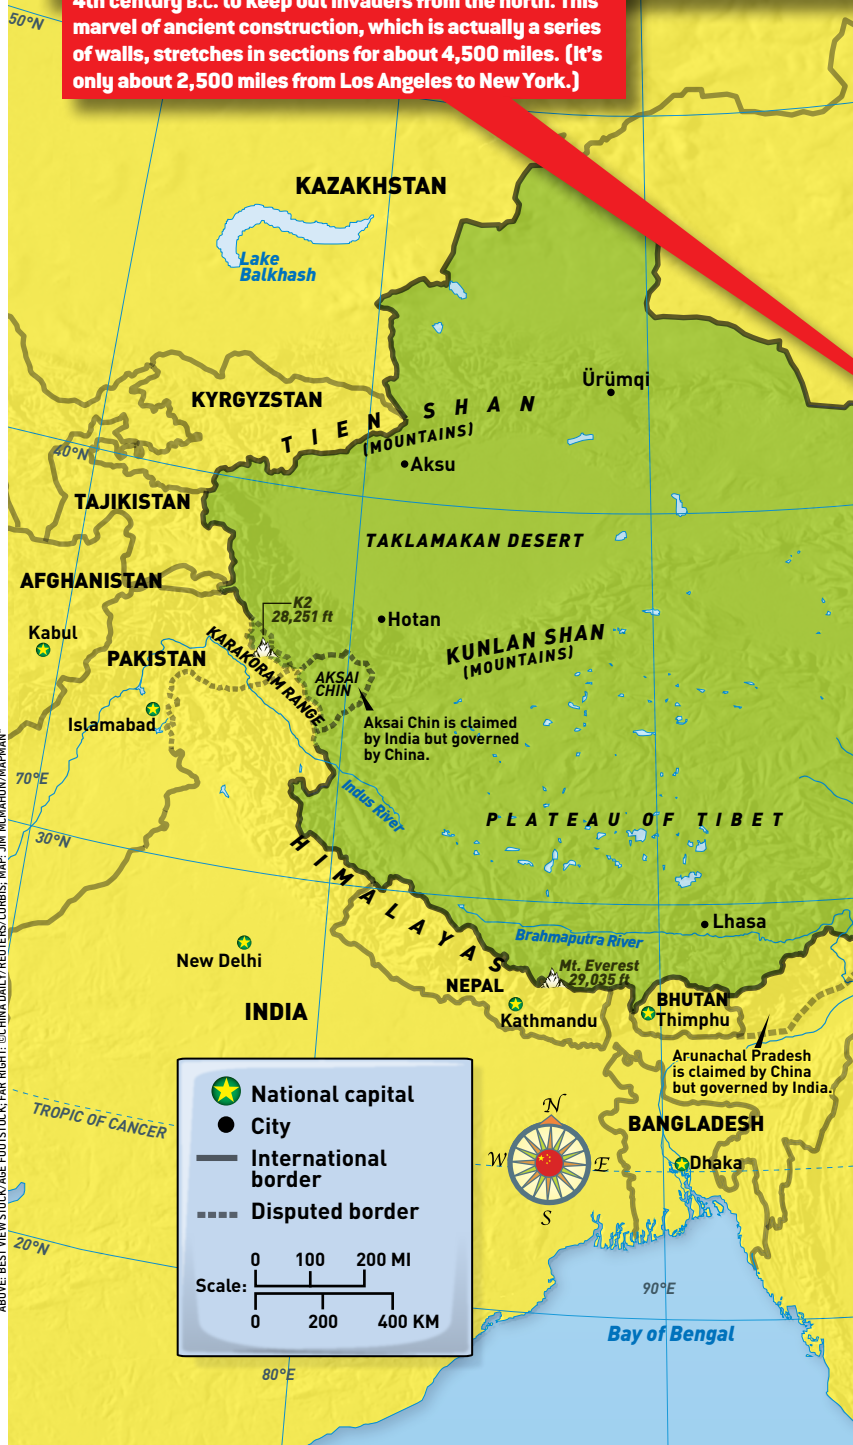 4th century B.C. to keep out invaders from the north. This
marvel of ancient construction, which is actually a series
of walls, stretches in sections for about 4,500 miles. (It's
only about 2,500 miles from Los Angeles to New York.)
50°N
KAZAKHSTAN
Lake
Balkhash
KYRGYZSTAN
Ürümqi
TIEN SHAN
(MOUNTAINS)
40°N
Aksu
TAJIKISTAN
TAKLAMAKAN DESERT
AFGHANISTAN
K2
28,251 ft
Hotan
Kabul
KUNLAN SHAN
(MOUNTAINS)
PAKISTAN
KARAKORAM RANGE
AKSAI
CHIN
Islamabad
Aksai Chin is claimed
by India but governed
by China.
70°E
Indus River
PLATEAU OF TIBET
30°N
HIMALAYAS
Lhasa
Brahmaputra River
New Delhi
Mt. Everest
29,035 ft
NEPAL
BHUTAN
INDIA
Kathmandu
Thimphu
Arunachal Pradesh
is claimed by China
but governed by India.
TROPIC OF CANCER
BANGLADESH
Dhaka
N
W
E
S
National capital
City
International
border
Disputed border
Scale:
0 100 200 MI
0 200 400 KM
20°N
90°E
Bay of Bengal
80°E
ABOVE: BEST VIEW STOCK/AGE FOOTSTOCK; FAR RIGHT: ©CHINA DAILY/REUTERS/CORBIS; MAP: JIM MCMAHON/MAPMAN™